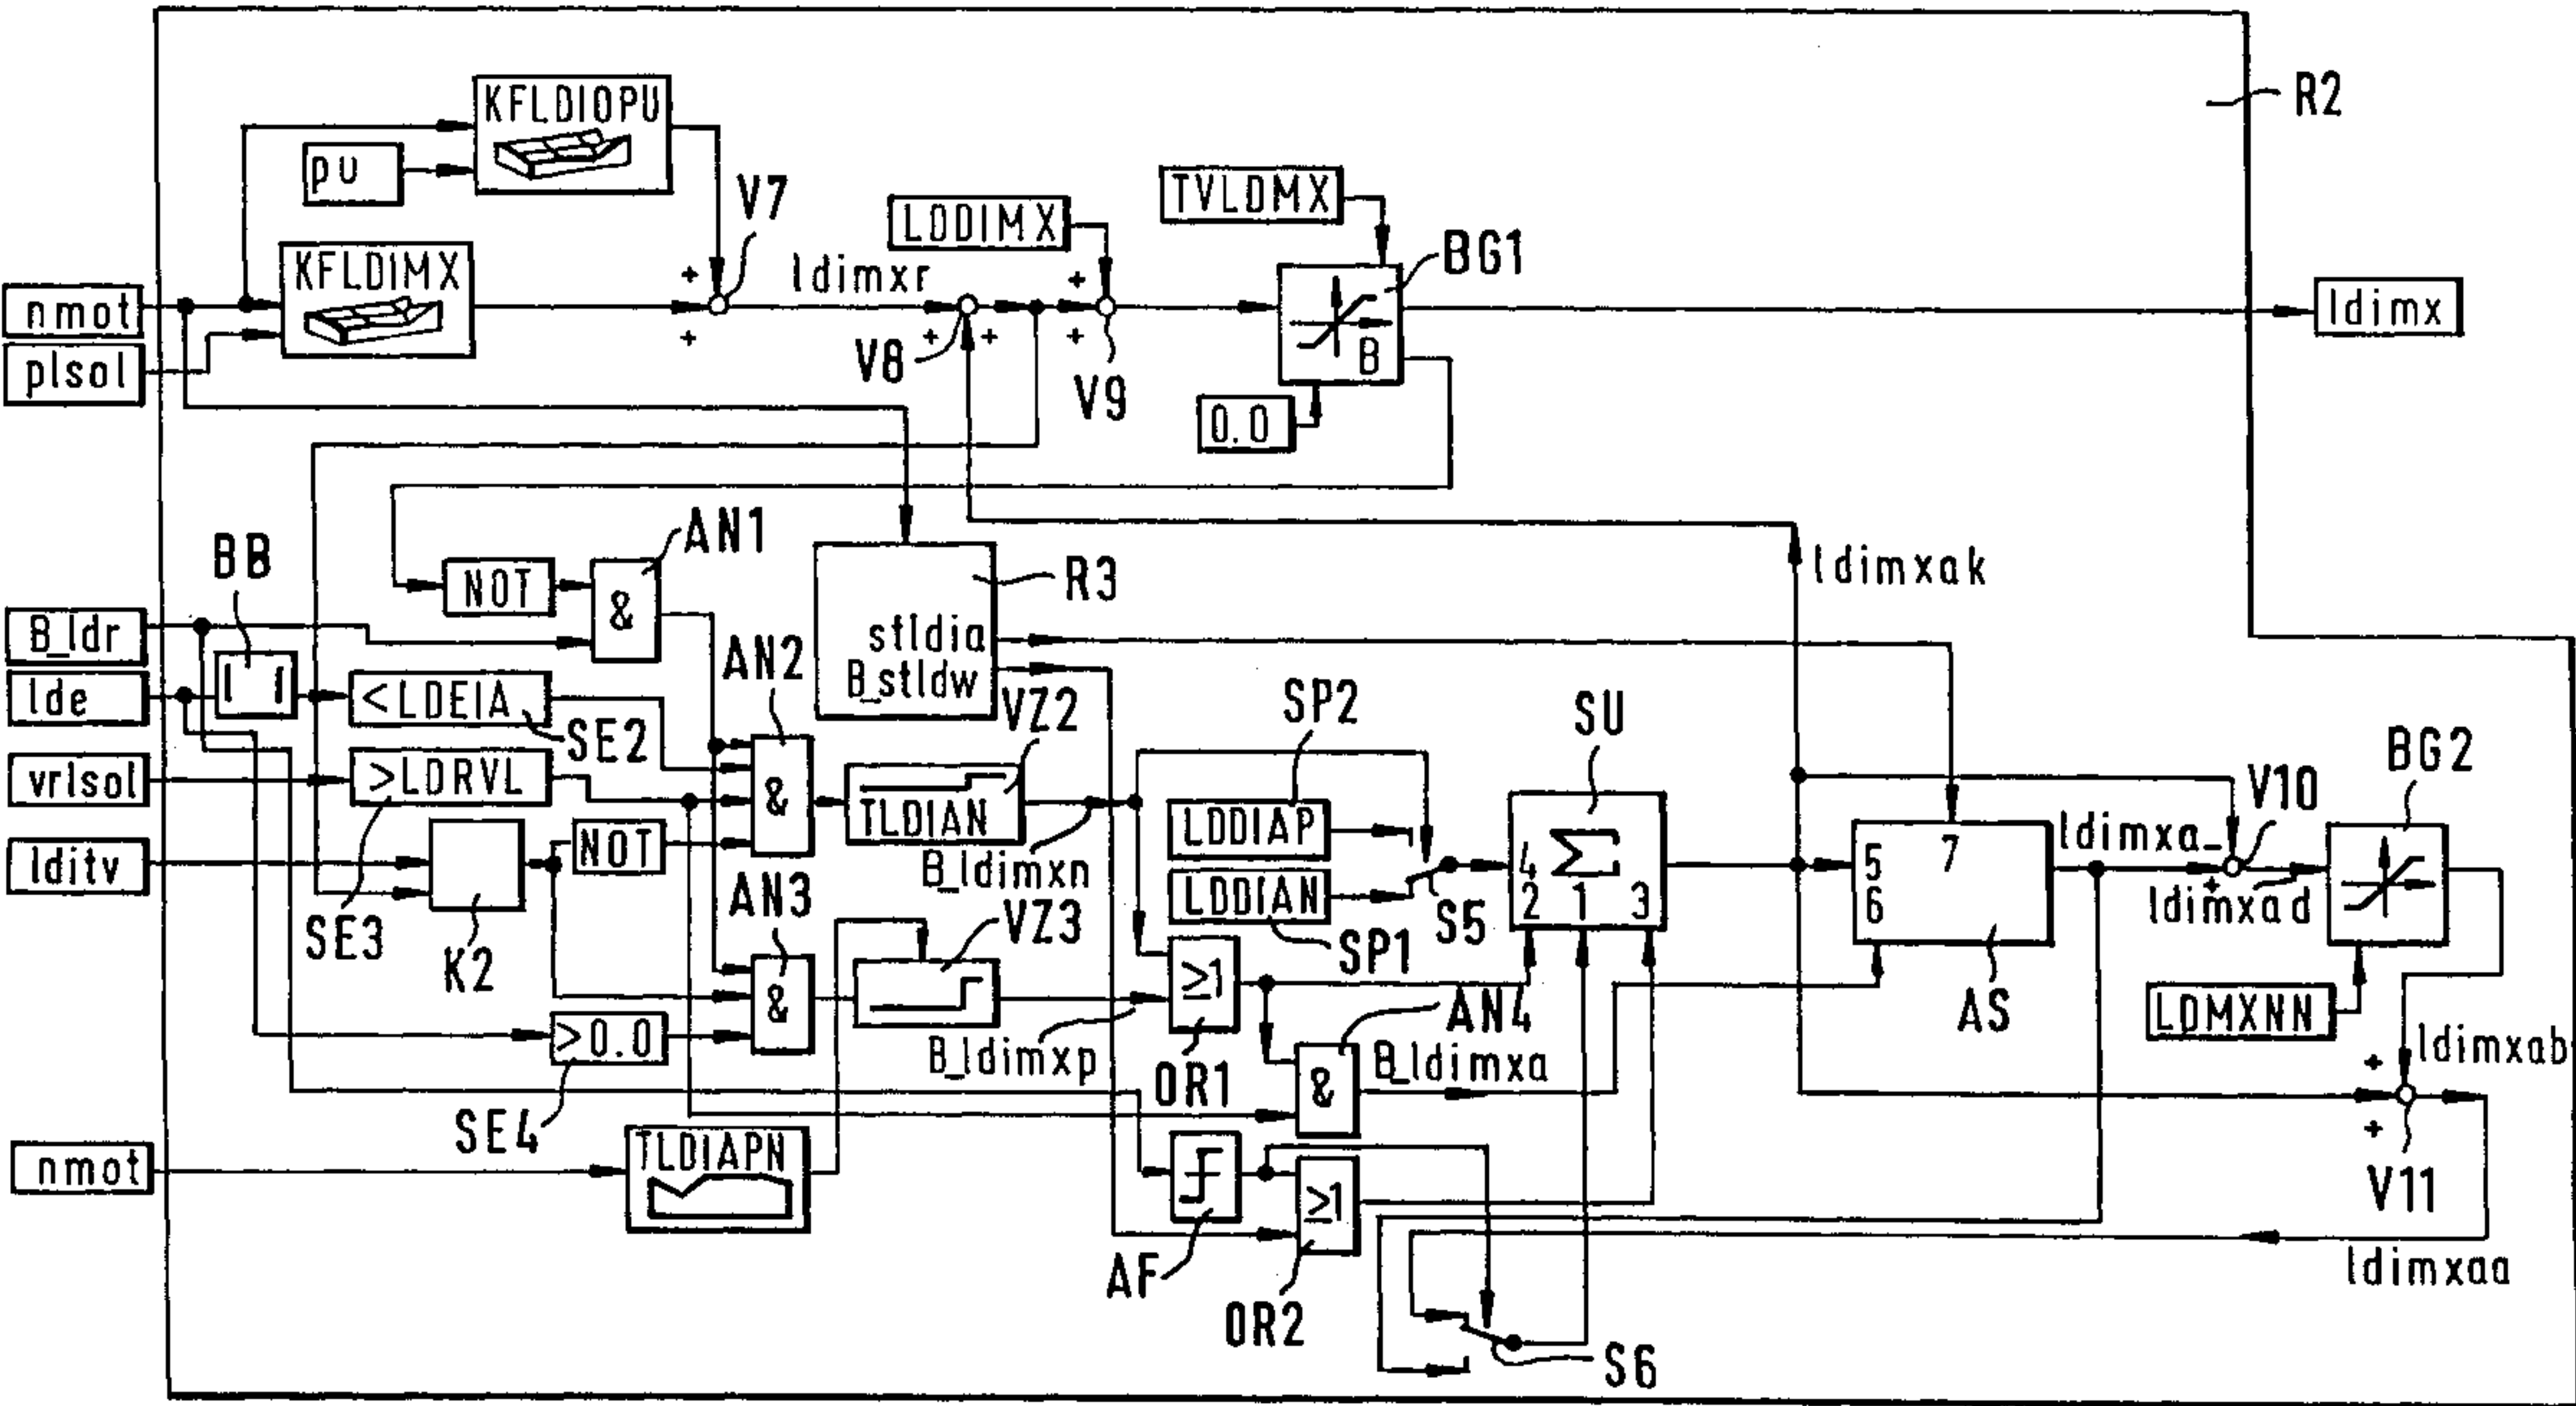 KFLDIOPU
R2
pu
V7
TVLDMX
LDDIMX
BG1
KFLDIMX
+
ldimxr
+
nmot
ldimx
+
+
+
+
B
plsol
V8
V9
0.0
AN1
BB
NOT
R3
ldimxak
&
B_ldr
stldia
AN2
lde
B_stldw
<LDEIA
VZ2
SP2
SU
SE2
BG2
vrlsol
>LDRVL
V10
&
TLDIAN
LDDIAP
Σ
ldimxa
-
7
NOT
lditv
5
4
B_ldimxn
LDDIAN
2
1
3
6
+
ldimxad
AN3
SE3
VZ3
S5
K2
SP1
≥1
&
AN4
AS
LDMXNN
>0.0
B_ldimxp
B_ldimxa
ldimxab
OR1
&
+
SE4
+
TLDIAPN
nmot
≥1
V11
AF
ldimxaa
OR2
S6